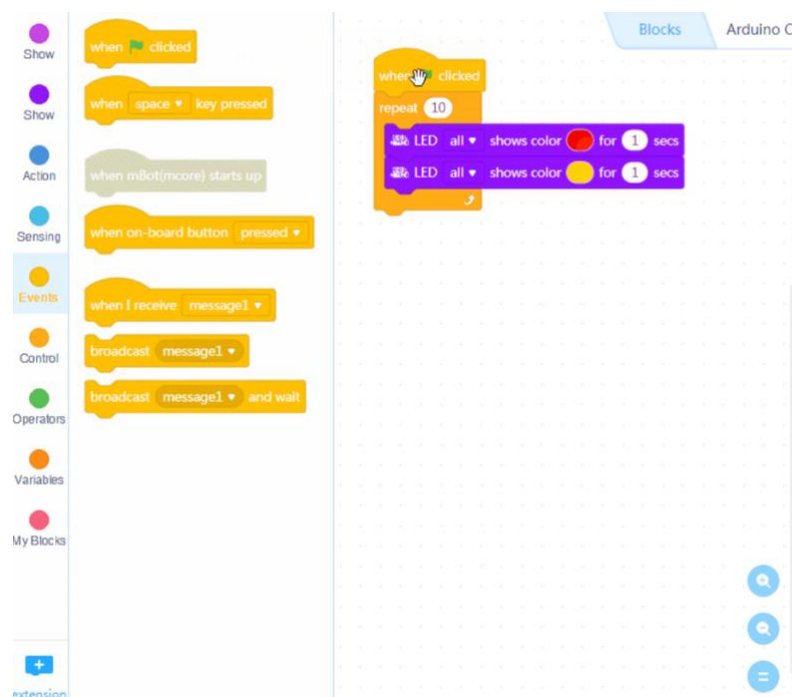 Show
Show
Action
Sensing
Events
Control
Operators
Variables
My Blocks
extension
when clicked
when space key pressed
when mBot(mcore) starts up
when on-board button pressed
when I receive message1
broadcast message1
broadcast message1 and wait
Blocks
Arduino C
when clicked
repeat 10
LED all shows color for 1 secs
LED all shows color for 1 secs